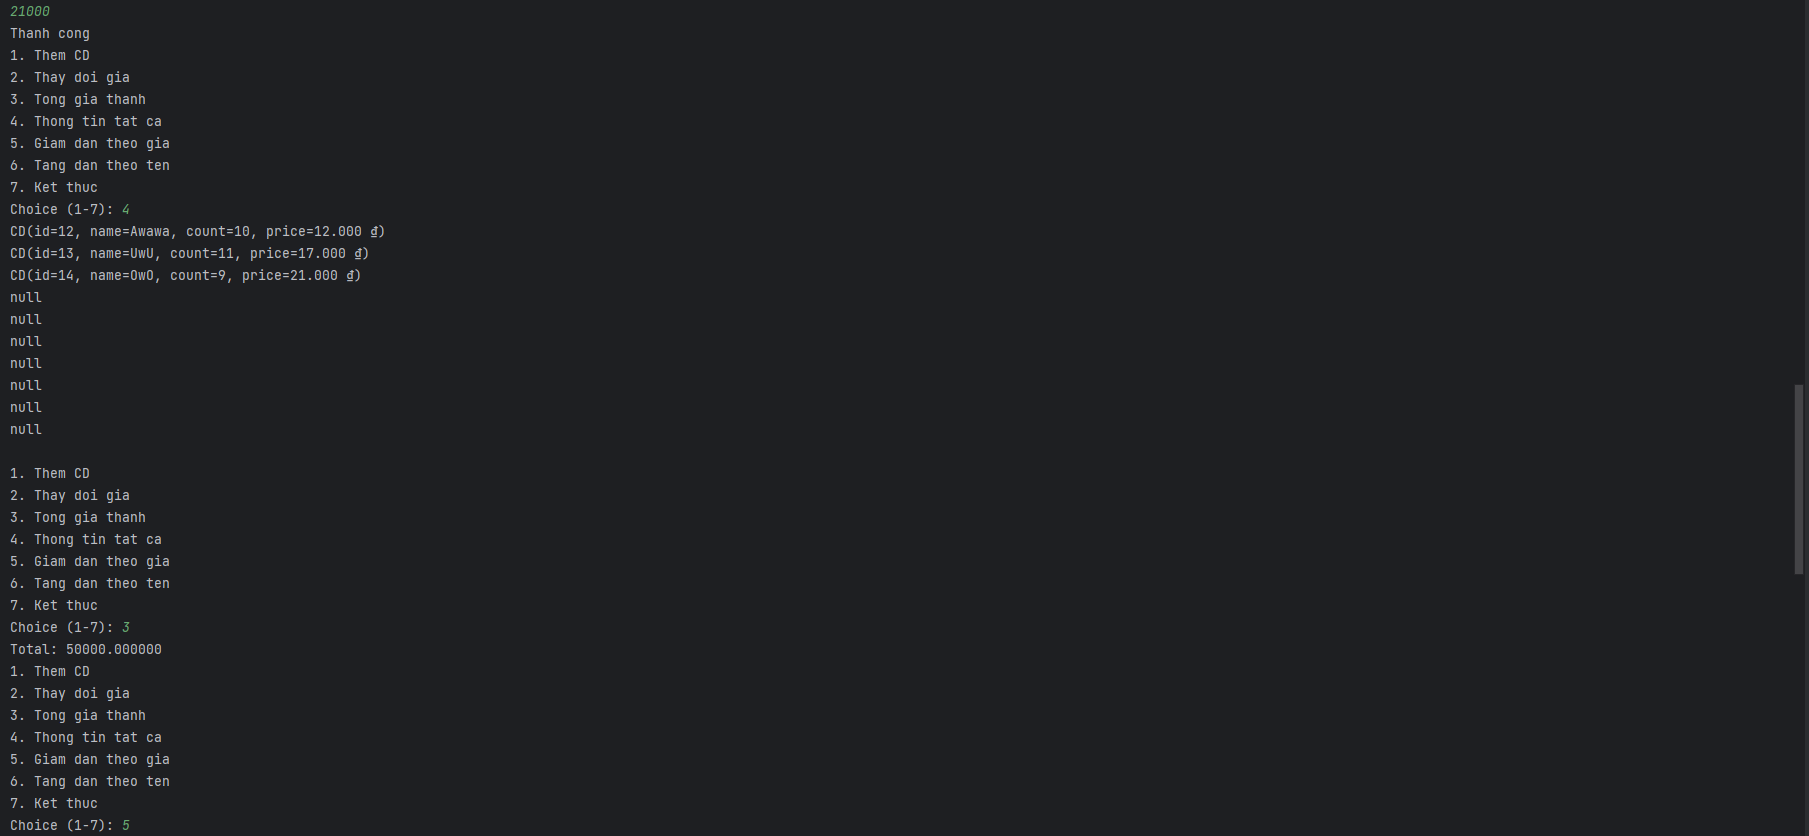 21000
Thanh cong
1. Them CD
2. Thay doi gia
3. Tong gia thanh
4. Thong tin tat ca
5. Giam dan theo gia
6. Tang dan theo ten
7. Ket thuc
Choice (1-7): 4
CD(id=12, name=Awawa, count=10, price=12.000 ₫)
CD(id=13, name=UwU, count=11, price=17.000 ₫)
CD(id=14, name=OwO, count=9, price=21.000 ₫)
null
null
null
null
null
null
null
1. Them CD
2. Thay doi gia
3. Tong gia thanh
4. Thong tin tat ca
5. Giam dan theo gia
6. Tang dan theo ten
7. Ket thuc
Choice (1-7): 3
Total: 50000.000000
1. Them CD
2. Thay doi gia
3. Tong gia thanh
4. Thong tin tat ca
5. Giam dan theo gia
6. Tang dan theo ten
7. Ket thuc
Choice (1-7): 5